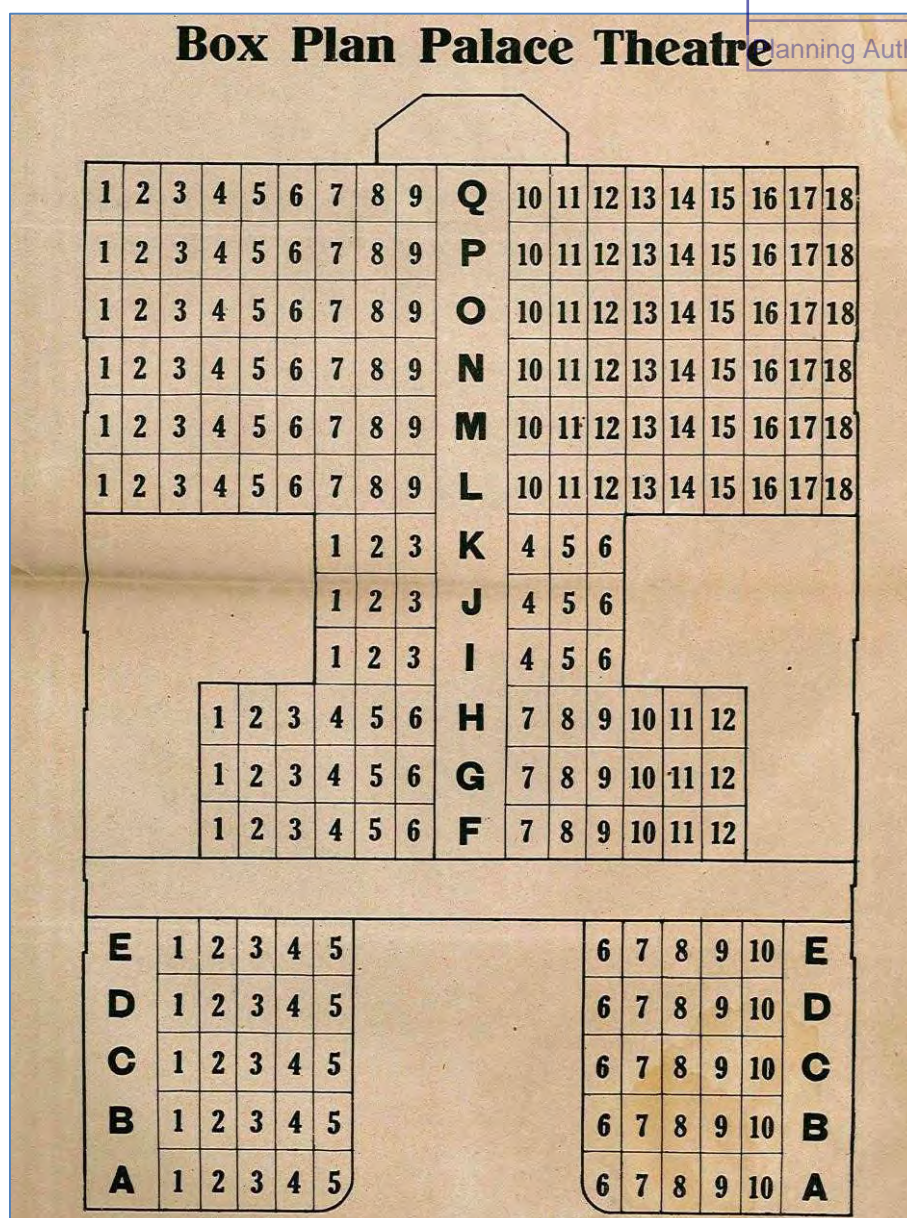 Box Plan Palace Theatre
Planning Auth
1 2 3 4 5 6 7 8 9 Q 10 11 12 13 14 15 16 17 18
1 2 3 4 5 6 7 8 9 P 10 11 12 13 14 15 16 17 18
1 2 3 4 5 6 7 8 9 O 10 11 12 13 14 15 16 17 18
1 2 3 4 5 6 7 8 9 N 10 11 12 13 14 15 16 17 18
1 2 3 4 5 6 7 8 9 M 10 11 12 13 14 15 16 17 18
1 2 3 4 5 6 7 8 9 L 10 11 12 13 14 15 16 17 18
1 2 3 K 4 5 6
1 2 3 J 4 5 6
1 2 3 I 4 5 6
1 2 3 4 5 6 H 7 8 9 10 11 12
1 2 3 4 5 6 G 7 8 9 10 11 12
1 2 3 4 5 6 F 7 8 9 10 11 12
E 1 2 3 4 5 6 7 8 9 10 E
D 1 2 3 4 5 6 7 8 9 10 D
C 1 2 3 4 5 6 7 8 9 10 C
B 1 2 3 4 5 6 7 8 9 10 B
A 1 2 3 4 5 6 7 8 9 10 A